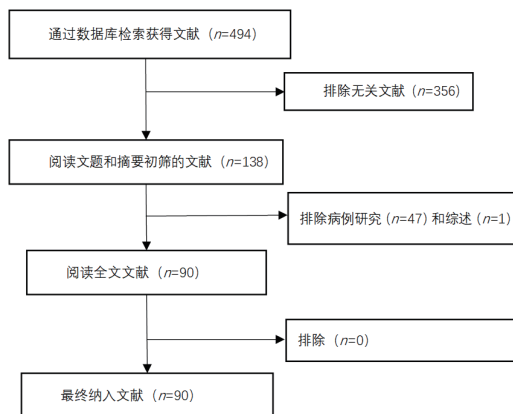 通过数据库检索获得文献（n=494）
排除无关文献（n=356）
阅读文题和摘要初筛的文献（n=138）
排除病例研究（n=47）和综述（n=1）
阅读全文文献（n=90）
排除（n=0）
最终纳入文献（n=90）